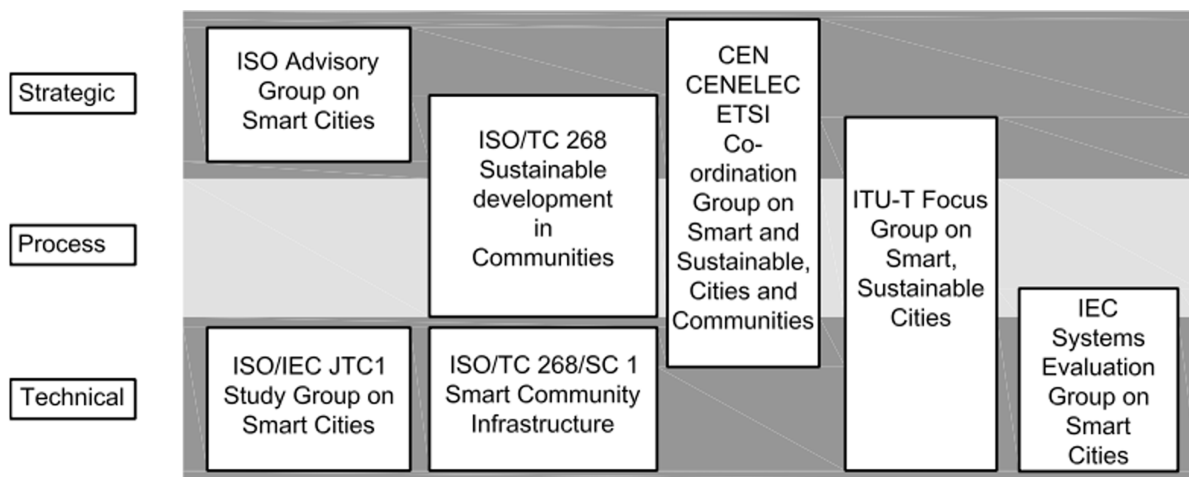 Strategic
Process
Technical
ISO Advisory
Group on
Smart Cities
ISO/IEC JTC1
Study Group on
Smart Cities
ISO/TC 268
Sustainable
development
in
Communities
ISO/TC 268/SC 1
Smart Community
Infrastructure
CEN
CENELEC
ETSI
Co-
ordination
Group on
Smart and
Sustainable,
Cities and
Communities
ITU-T Focus
Group on
Smart,
Sustainable
Cities
IEC
Systems
Evaluation
Group on
Smart
Cities